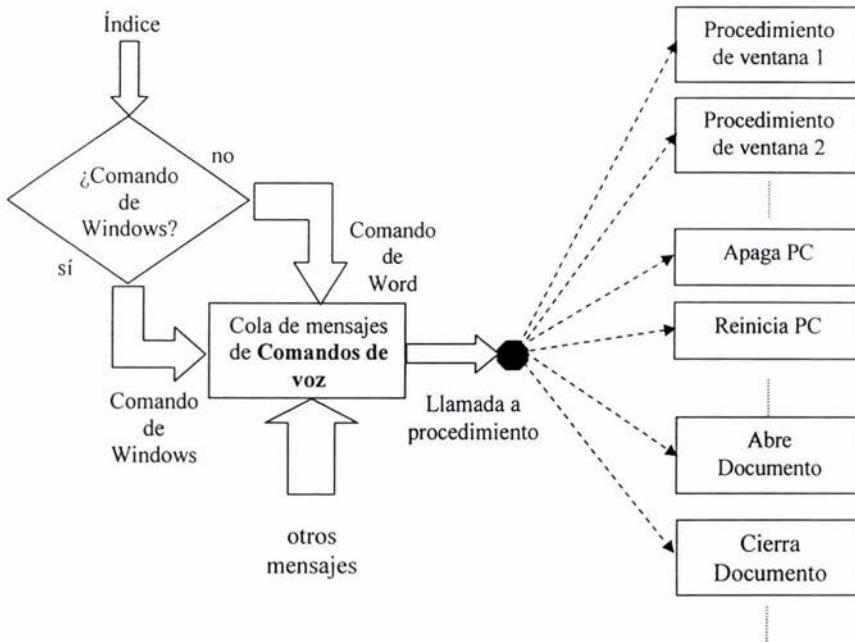 Índice
¿Comando
de
Windows?
no
sí
Comando
de
Word
Comando
de
Windows
Cola de mensajes
de Comandos de
voz
otros
mensajes
Llamada a
procedimiento
Procedimiento
de ventana 1
Procedimiento
de ventana 2
Apaga PC
Reinicia PC
Abre
Documento
Cierra
Documento